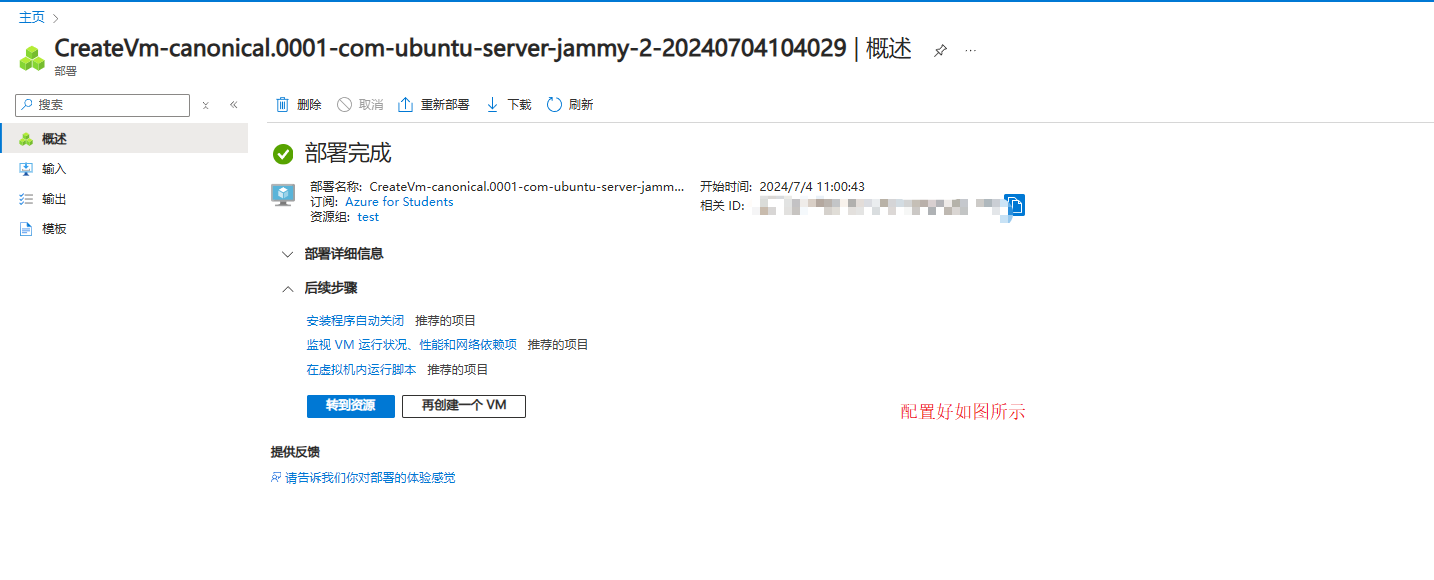 主页
CreateVm-canonical.0001-com-ubuntu-server-jammy-2-20240704104029 | 概述
部署
搜索
删除 取消 重新部署 下载 刷新
概述
输入
输出
模板
部署完成
部署名称: CreateVm-canonical.0001-com-ubuntu-server-jamm...
订阅: Azure for Students
资源组: test
开始时间: 2024/7/4 11:00:43
相关 ID:
部署详细信息
后续步骤
安装程序自动关闭 推荐的项目
监视 VM 运行状况、性能和网络依赖项 推荐的项目
在虚拟机内运行脚本 推荐的项目
转到资源 再创建一个 VM
配置好如图所示
提供反馈
请告诉我们你对部署的体验感觉